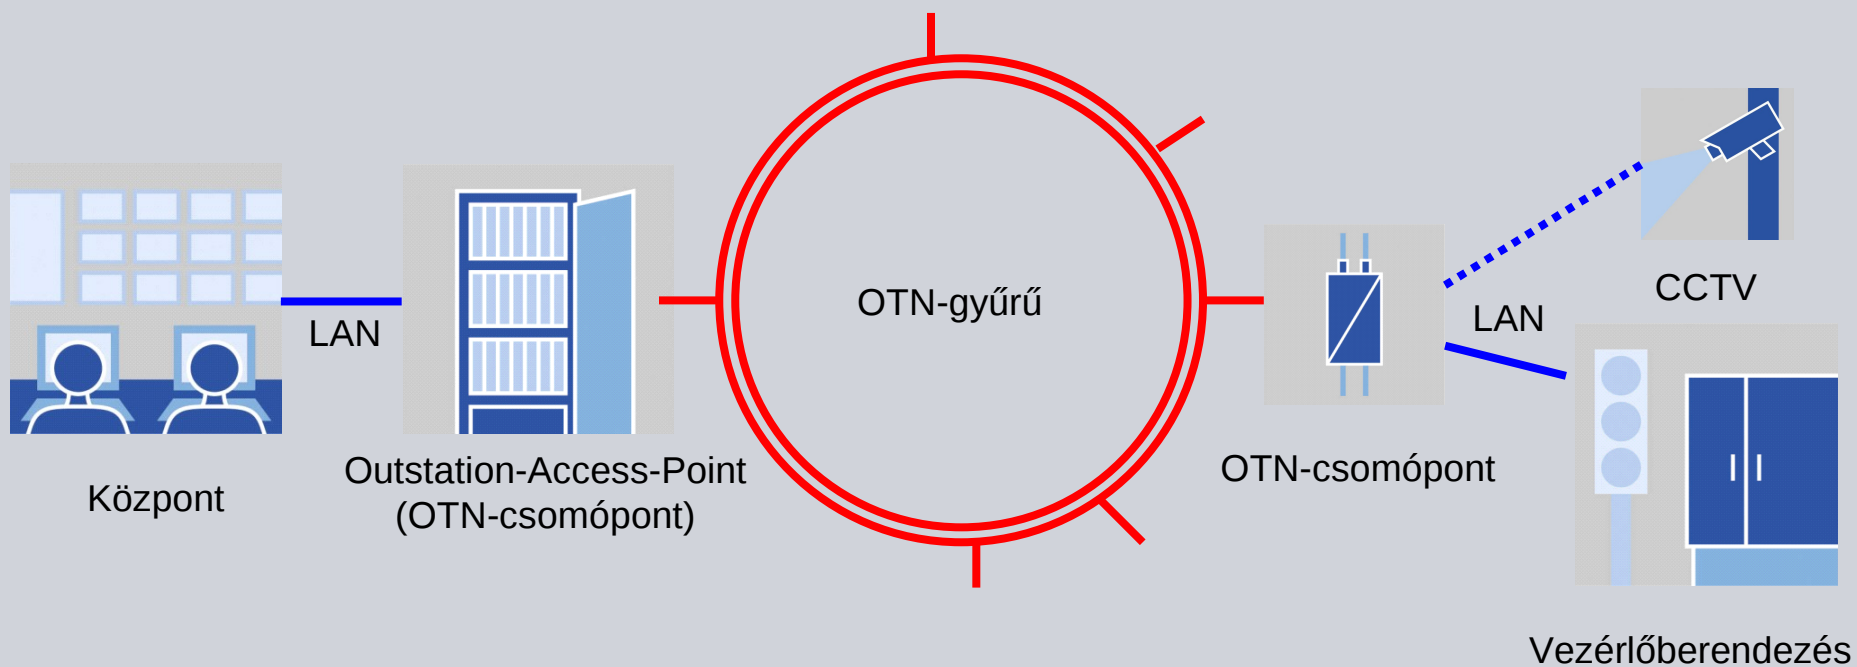 OTN-gyűrű
CCTV
LAN
LAN
Központ
Outstation-Access-Point
(OTN-csomópont)
OTN-csomópont
Vezérlőberendezés